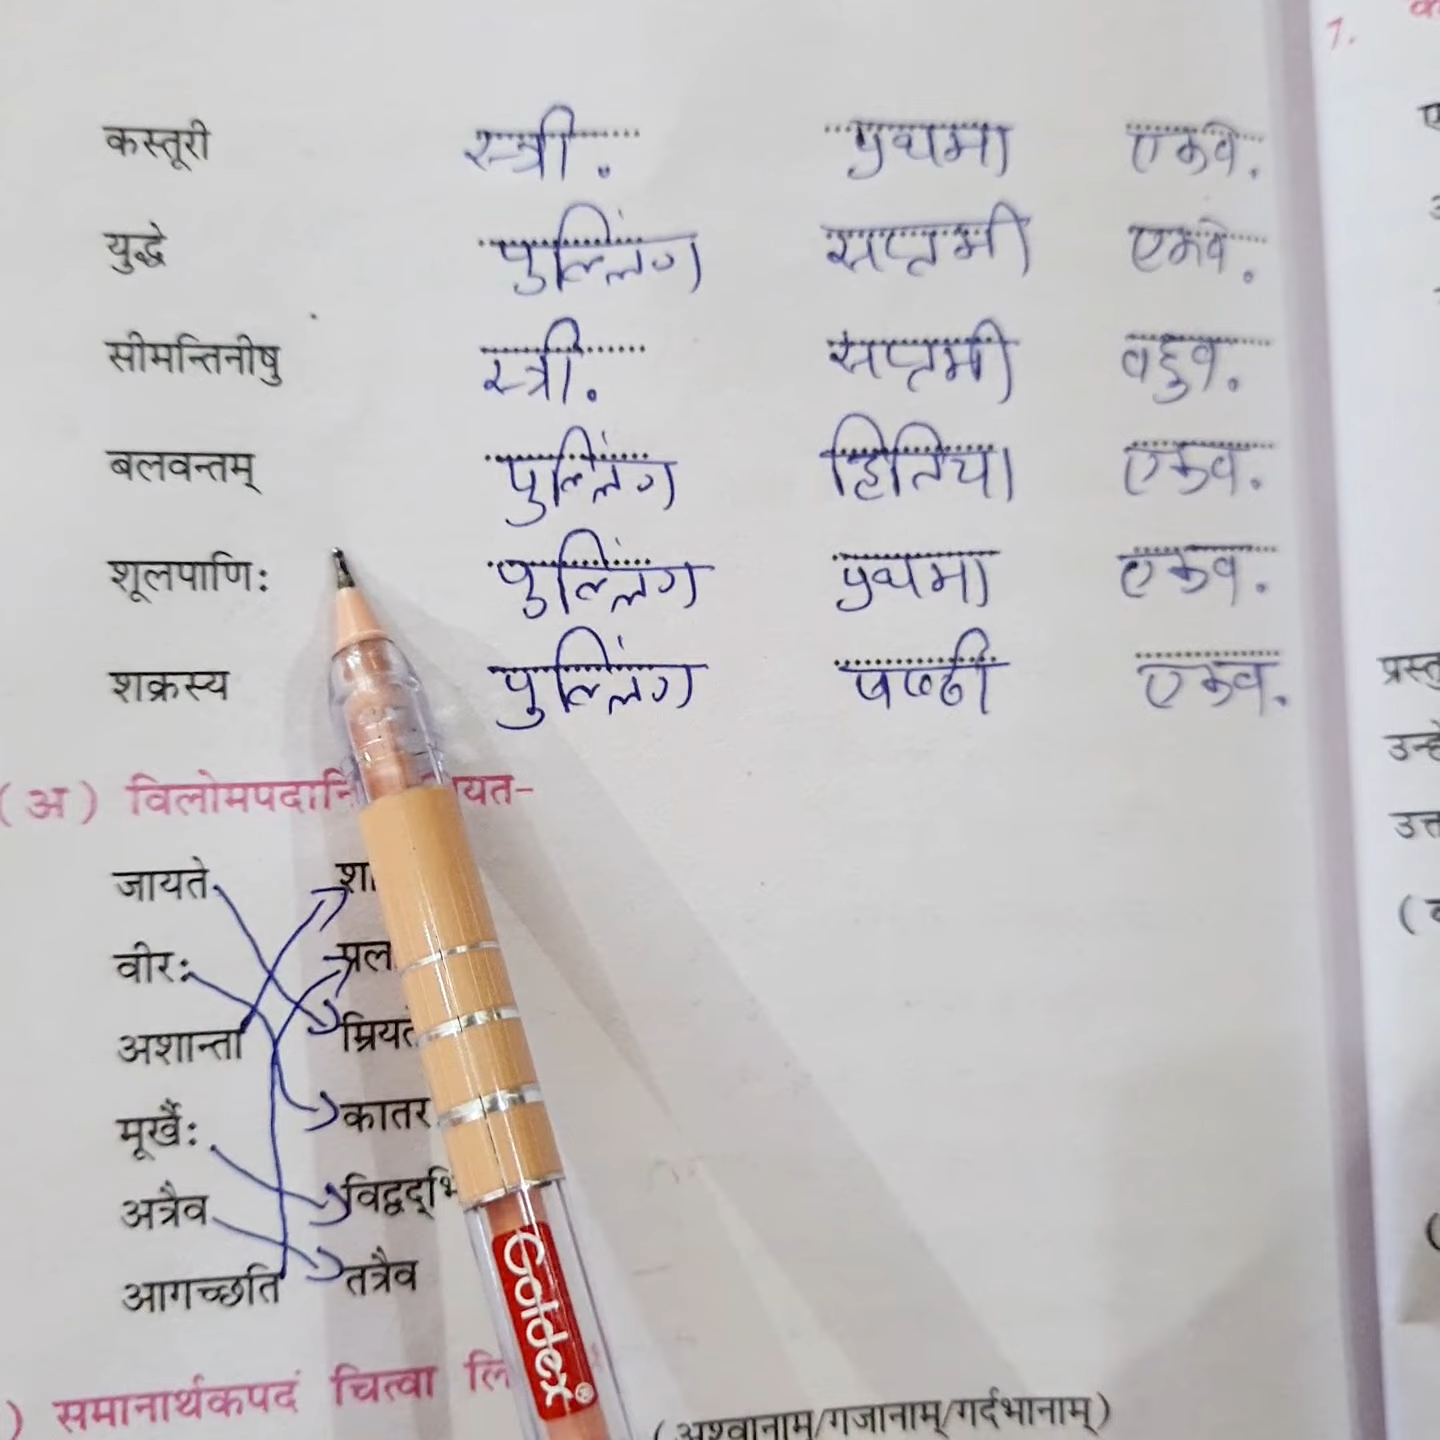 कस्तूरी स्त्री. प्रथमा एकव.
युद्धे पुल्लिंग सप्तमी एकव.
सीमन्तिनीषु स्त्री. सप्तमी बहुव.
बलवन्तम् पुल्लिंग द्वितिया एकव.
शूलपाणिः पुल्लिंग प्रथमा एकव.
शक्रस्य पुल्लिंग षष्ठी एकव.
(अ) विलोमपदानि
जायते
वीरः
अशान्ता म्रियते
मूर्खैः कातर
अत्रैव
आगच्छति तत्रैव
Goldex®
) समानार्थकपदं चित्वा
(अश्वानाम्/गजानाम्/गर्दभानाम्)
7.